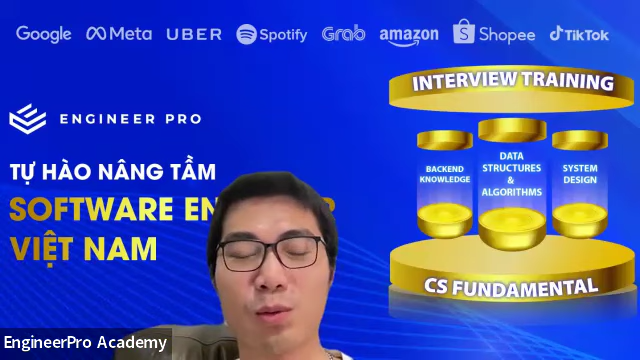 Google Meta UBER Spotify Grab amazon Shopee TikTok
ENGINEER PRO
TỰ HÀO NÂNG TẦM
SOFTWARE EN P
VIỆT NAM
INTERVIEW TRAINING
BACKEND
KNOWLEDGE
DATA
STRUCTURES
&
ALGORITHMS
SYSTEM
DESIGN
CS FUNDAMENTAL
EngineerPro Academy